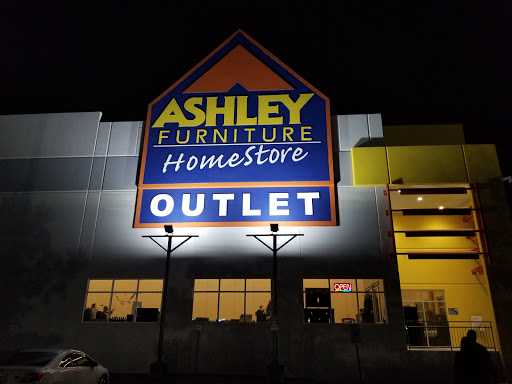 ASHLEY
FURNITURE
HomeStore
OUTLET
OPEN